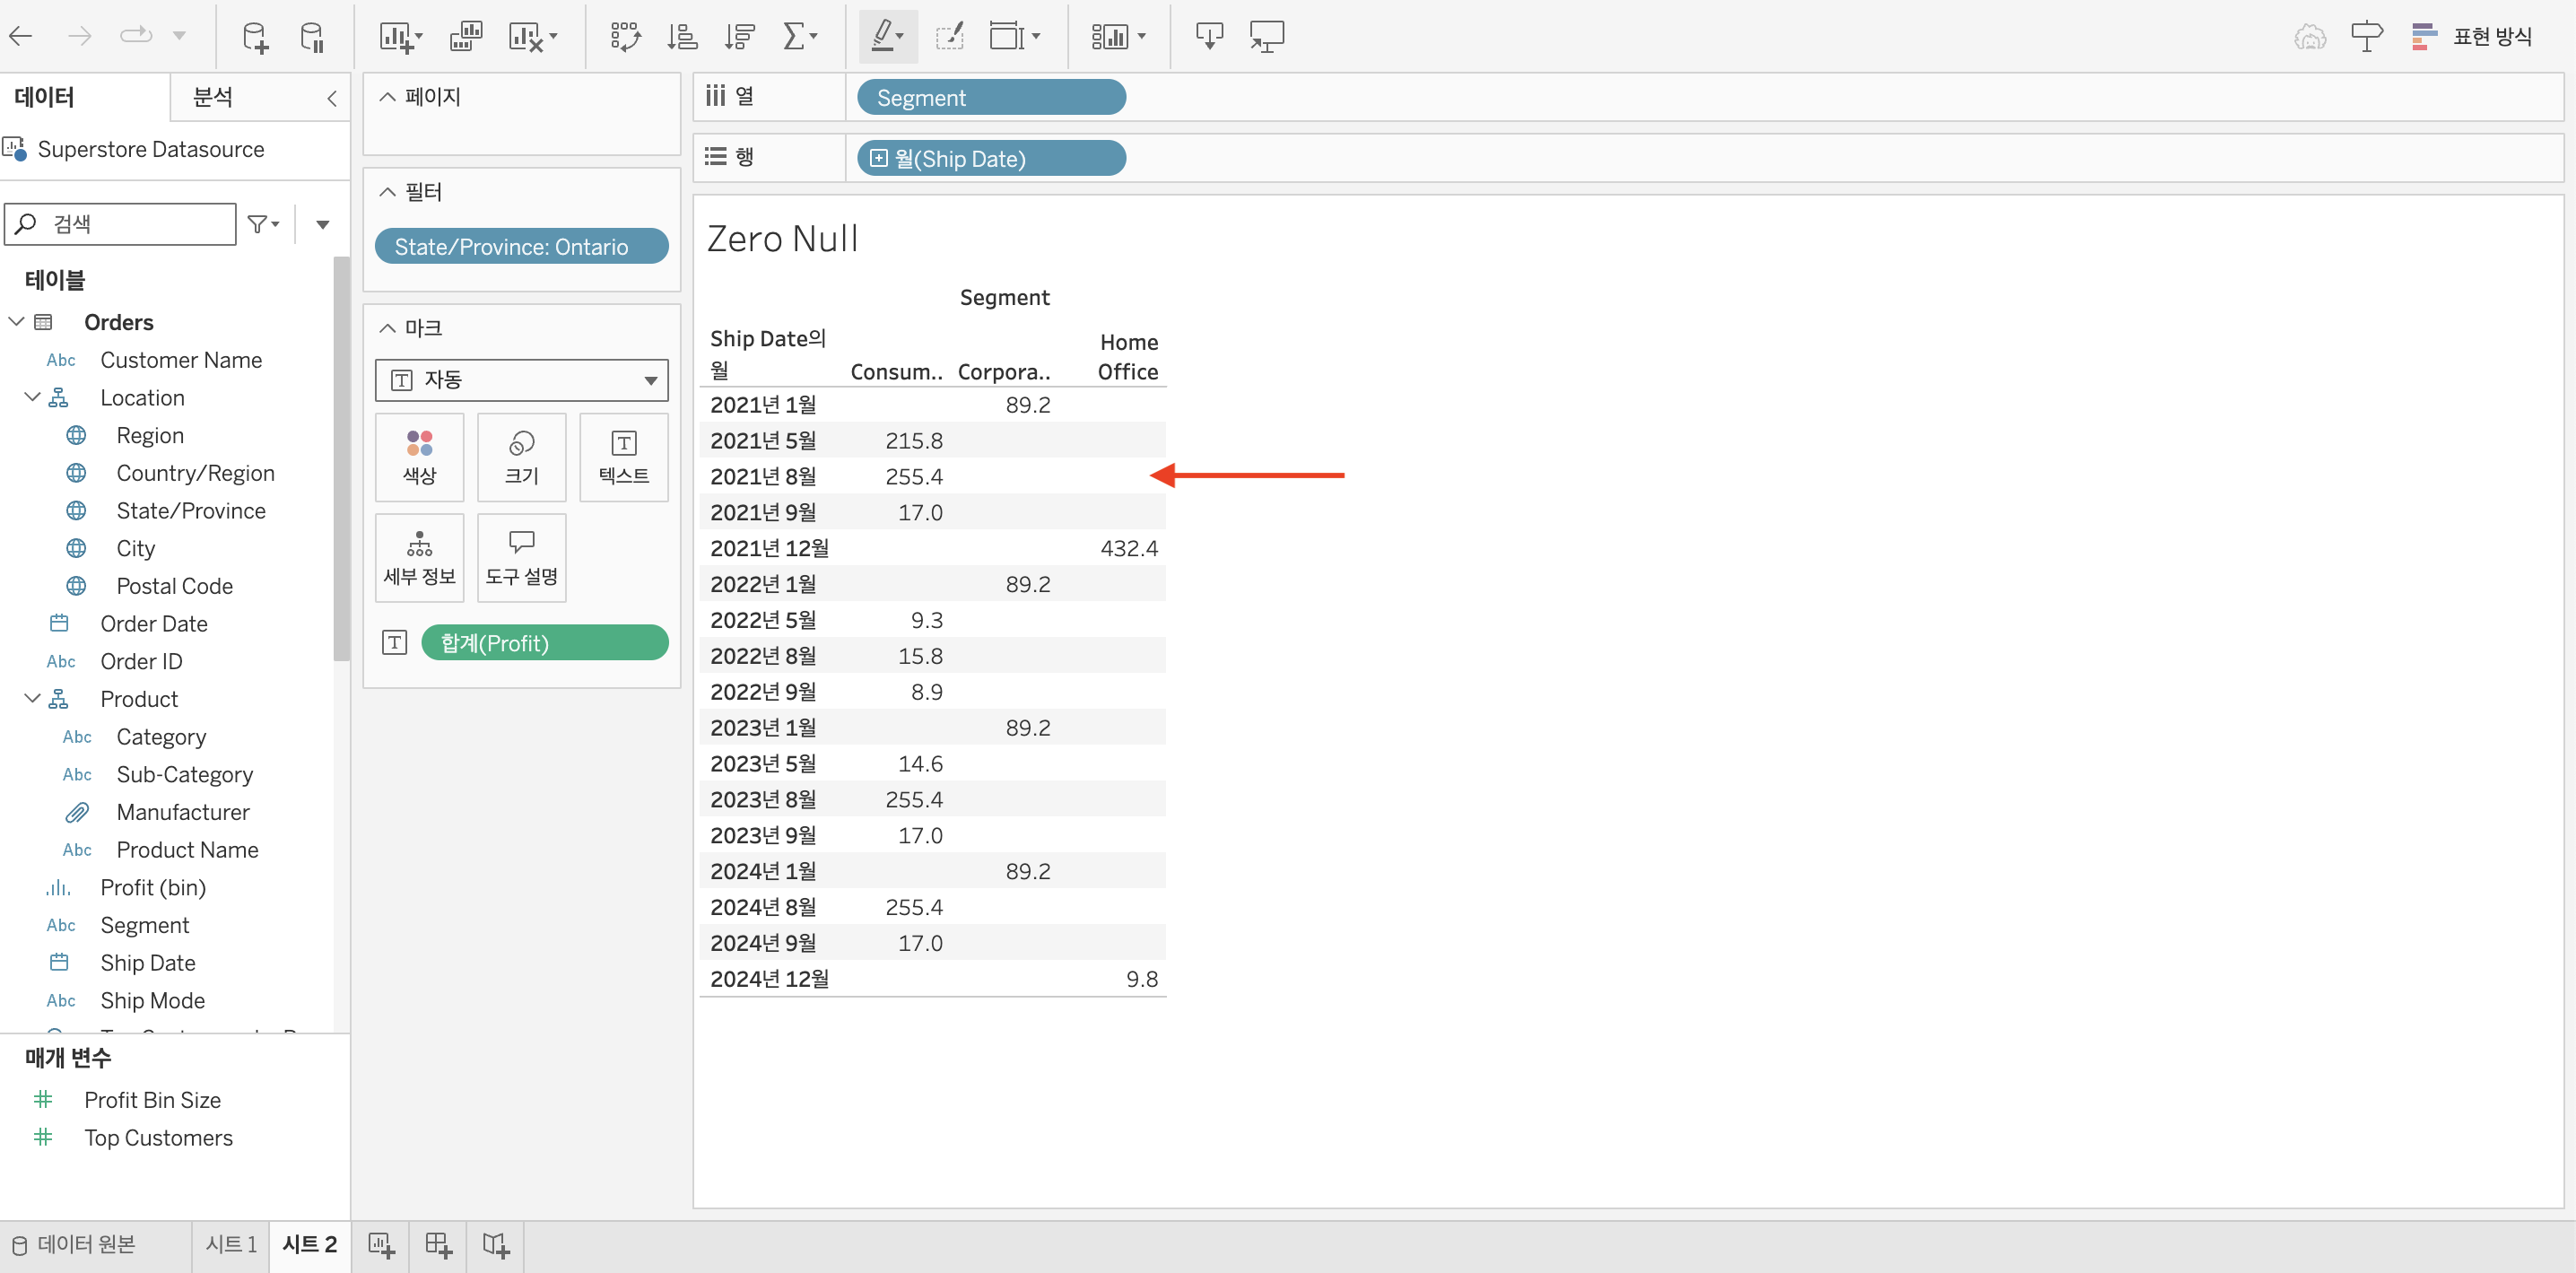 표현 방식
데이터
분석
Superstore Datasource
검색
테이블
Orders
Abc Customer Name
Location
Region
Country/Region
State/Province
City
Postal Code
Order Date
Abc Order ID
Product
Abc Category
Abc Sub-Category
Manufacturer
Abc Product Name
Profit (bin)
Abc Segment
Ship Date
Abc Ship Mode
매개 변수
Profit Bin Size
Top Customers
페이지
필터
State/Province: Ontario
마크
자동
색상 크기 텍스트
세부 정보 도구 설명
합계(Profit)
열 Segment
행 월(Ship Date)
Zero Null
Segment
Ship Date의
월 Consum.. Corpora.. Home
Office
2021년 1월 89.2
2021년 5월 215.8
2021년 8월 255.4
2021년 9월 17.0
2021년 12월 432.4
2022년 1월 89.2
2022년 5월 9.3
2022년 8월 15.8
2022년 9월 8.9
2023년 1월 89.2
2023년 5월 14.6
2023년 8월 255.4
2023년 9월 17.0
2024년 1월 89.2
2024년 8월 255.4
2024년 9월 17.0
2024년 12월 9.8
데이터 원본 시트 1 시트 2